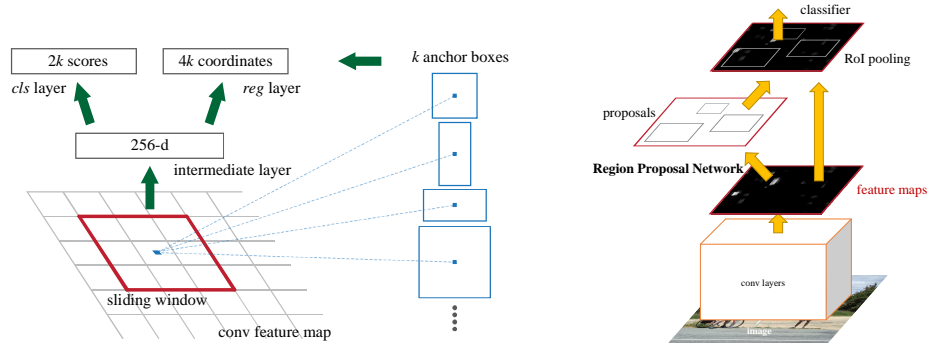 2k scores
4k coordinates
k anchor boxes
cls layer
reg layer
256-d
intermediate layer
sliding window
conv feature map
classifier
RoI pooling
proposals
Region Proposal Network
feature maps
conv layers
image